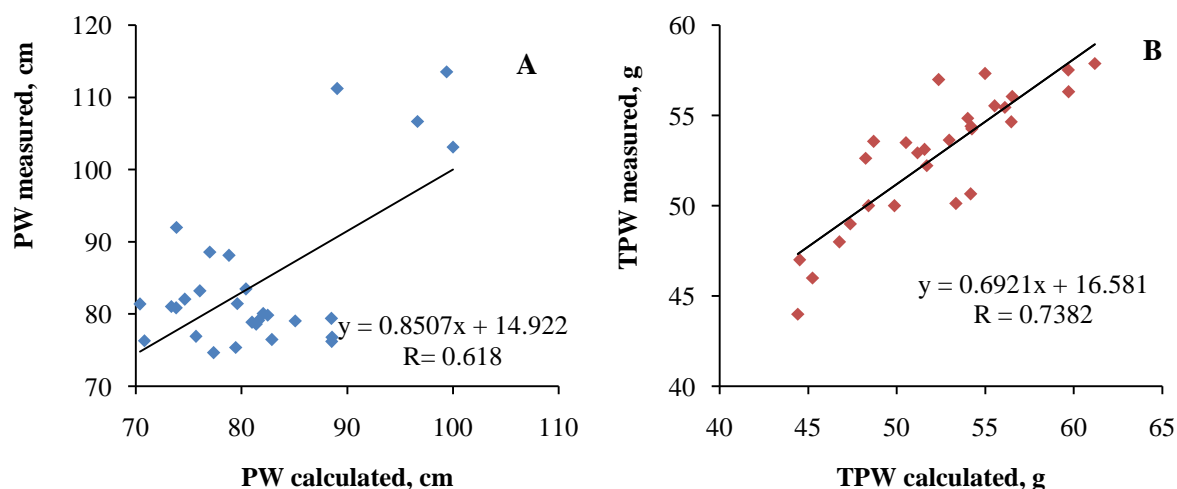 120
110
100
90
80
70
70
80
90
100
110
PW measured, cm
PW calculated, cm
A
y = 0.8507x + 14.922
R= 0.618
60
55
50
45
40
40
45
50
55
60
65
TPW measured, g
TPW calculated, g
B
y = 0.6921x + 16.581
R = 0.7382